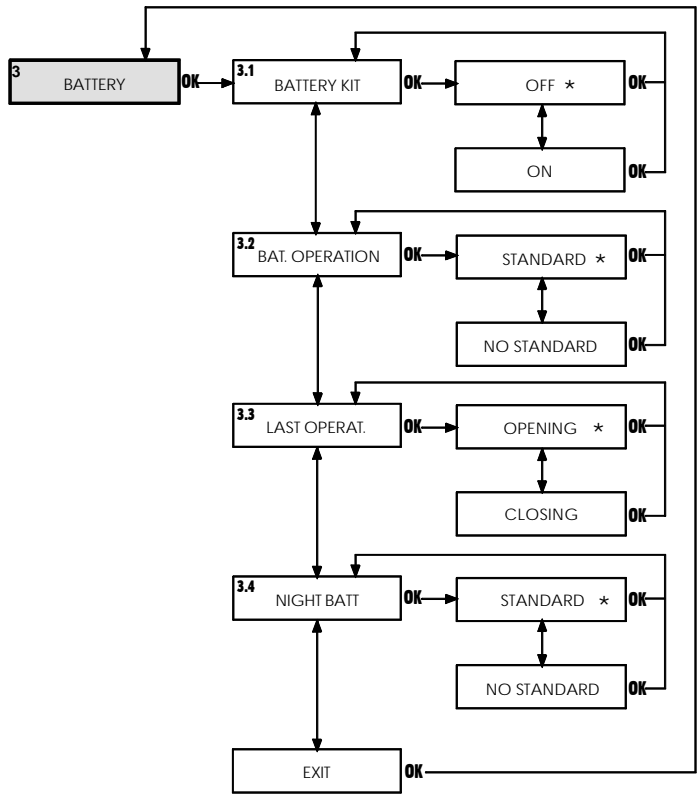 3
BATTERY
OK
3.1
BATTERY KIT
OK
OFF *
OK
ON
OK
3.2
BAT. OPERATION
OK
STANDARD *
OK
NO STANDARD
OK
3.3
LAST OPERAT.
OK
OPENING *
OK
CLOSING
OK
3.4
NIGHT BATT
OK
STANDARD *
OK
NO STANDARD
OK
EXIT
OK